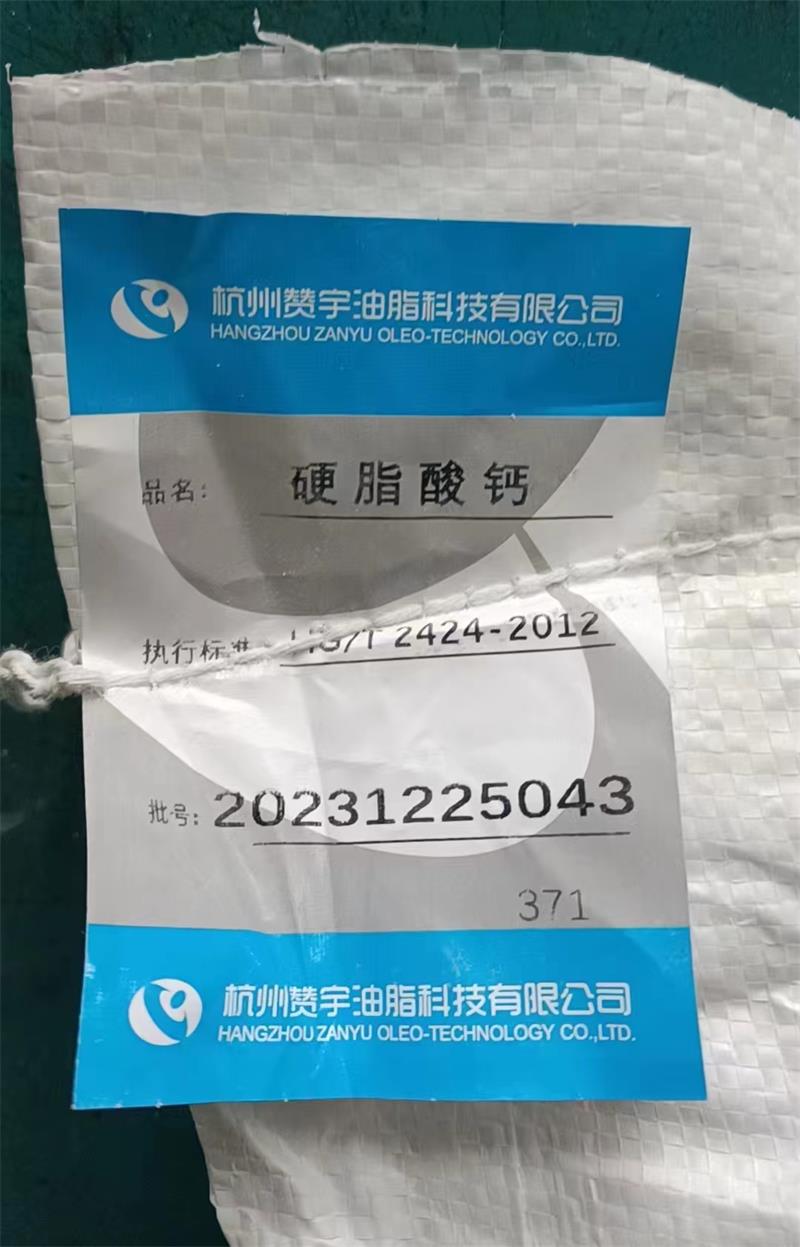 杭州赞宇油脂科技有限公司
HANGZHOU ZANYU OLEO-TECHNOLOGY CO.,LTD.
品名: 硬脂酸钙
执行标准: HG/T 2424-2012
批号: 20231225043
371
杭州赞宇油脂科技有限公司
HANGZHOU ZANYU OLEO-TECHNOLOGY CO.,LTD.